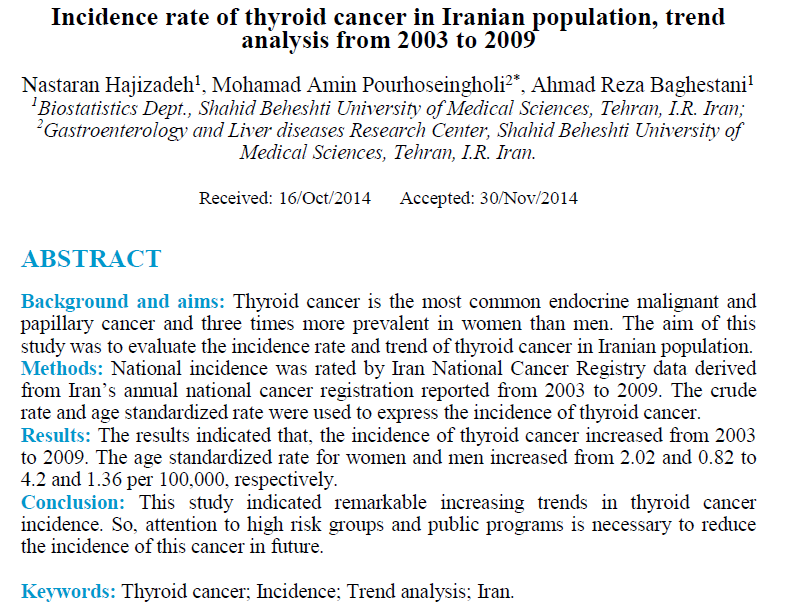 Incidence rate of thyroid cancer in Iranian population, trend
analysis from 2003 to 2009
Nastaran Hajizadeh1, Mohamad Amin Pourhoseingholi2*, Ahmad Reza Baghestani1
1Biostatistics Dept., Shahid Beheshti University of Medical Sciences, Tehran, I.R. Iran;
2Gastroenterology and Liver diseases Research Center, Shahid Beheshti University of
Medical Sciences, Tehran, I.R. Iran.
Received: 16/Oct/2014 Accepted: 30/Nov/2014
ABSTRACT
Background and aims: Thyroid cancer is the most common endocrine malignant and
papillary cancer and three times more prevalent in women than men. The aim of this
study was to evaluate the incidence rate and trend of thyroid cancer in Iranian population.
Methods: National incidence was rated by Iran National Cancer Registry data derived
from Iran's annual national cancer registration reported from 2003 to 2009. The crude
rate and age standardized rate were used to express the incidence of thyroid cancer.
Results: The results indicated that, the incidence of thyroid cancer increased from 2003
to 2009. The age standardized rate for women and men increased from 2.02 and 0.82 to
4.2 and 1.36 per 100,000, respectively.
Conclusion: This study indicated remarkable increasing trends in thyroid cancer
incidence. So, attention to high risk groups and public programs is necessary to reduce
the incidence of this cancer in future.
Keywords: Thyroid cancer; Incidence; Trend analysis; Iran.